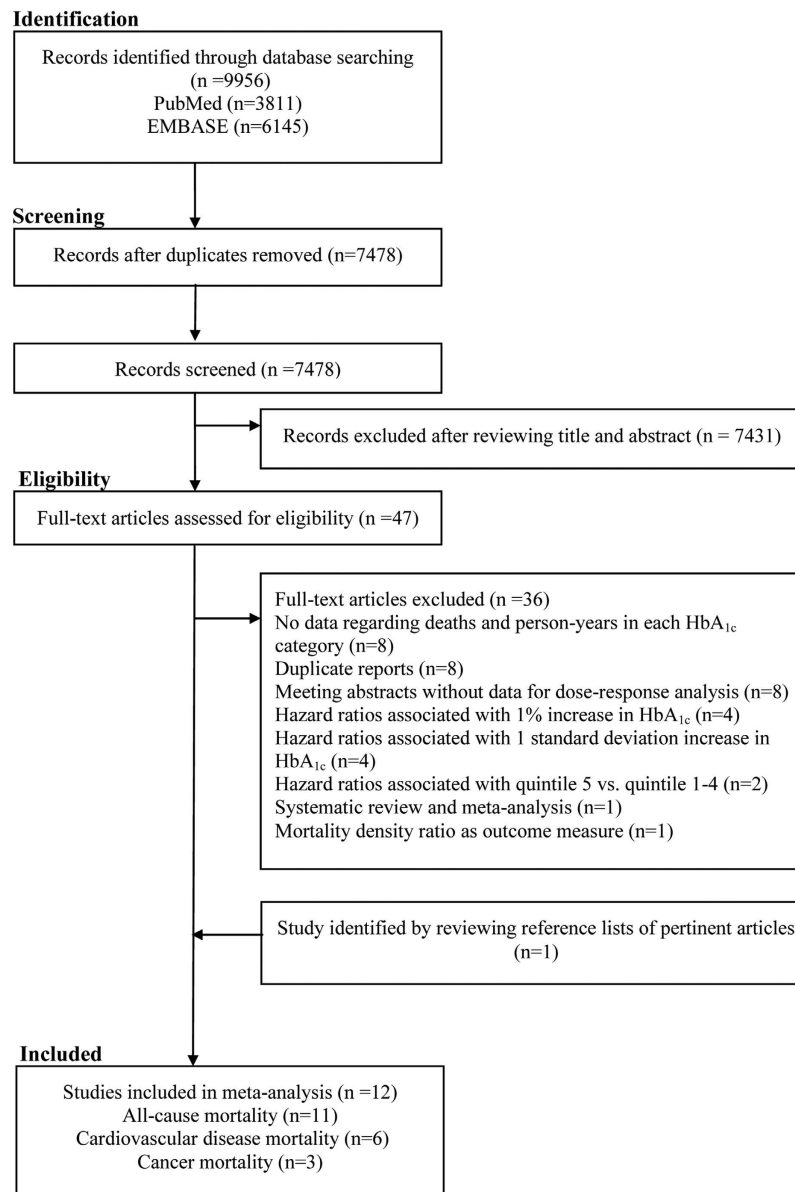 Identification
Records identified through database searching
(n =9956)
PubMed (n=3811)
EMBASE (n=6145)
Screening
Records after duplicates removed (n=7478)
Records screened (n =7478)
Records excluded after reviewing title and abstract (n = 7431)
Eligibility
Full-text articles assessed for eligibility (n =47)
Full-text articles excluded (n =36)
No data regarding deaths and person-years in each HbA1c
category (n=8)
Duplicate reports (n=8)
Meeting abstracts without data for dose-response analysis (n=8)
Hazard ratios associated with 1% increase in HbA1c (n=4)
Hazard ratios associated with 1 standard deviation increase in
HbA1c (n=4)
Hazard ratios associated with quintile 5 vs. quintile 1-4 (n=2)
Systematic review and meta-analysis (n=1)
Mortality density ratio as outcome measure (n=1)
Study identified by reviewing reference lists of pertinent articles
(n=1)
Included
Studies included in meta-analysis (n =12)
All-cause mortality (n=11)
Cardiovascular disease mortality (n=6)
Cancer mortality (n=3)